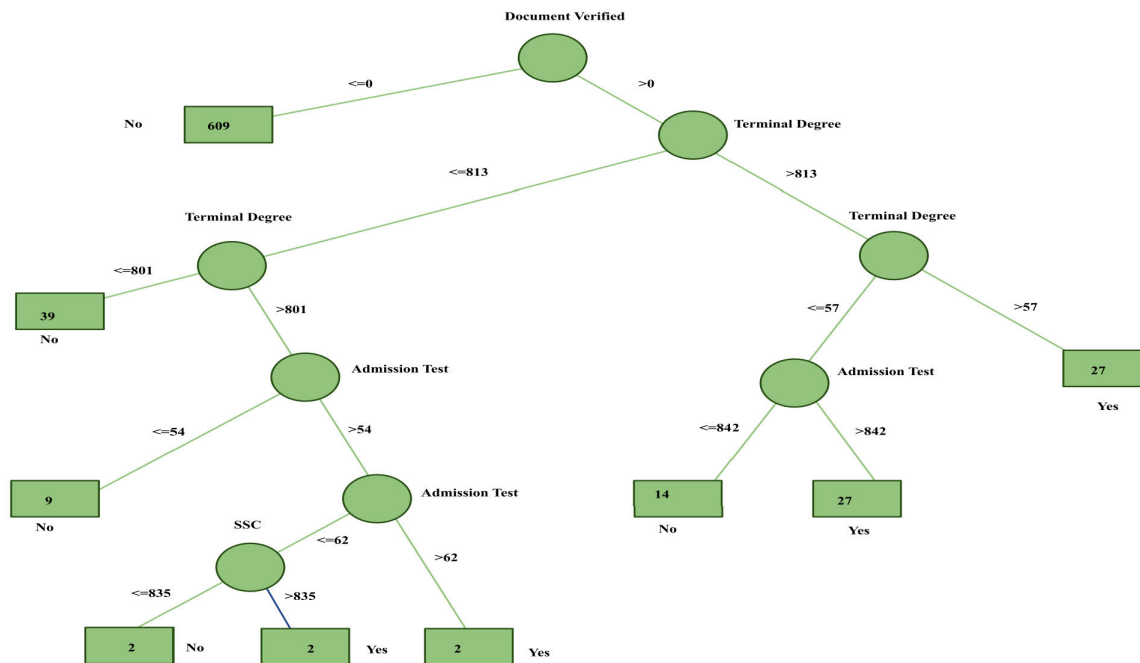 Document Verified
<=0
>0
No
609
Terminal Degree
<=813
>813
Terminal Degree
Terminal Degree
<=801
>801
<=57
>57
39
No
Admission Test
Admission Test
27
Yes
<=54
>54
<=842
>842
9
No
Admission Test
14
No
27
Yes
SSC
<=62
>62
<=835
>835
2
No
2
Yes
2
Yes